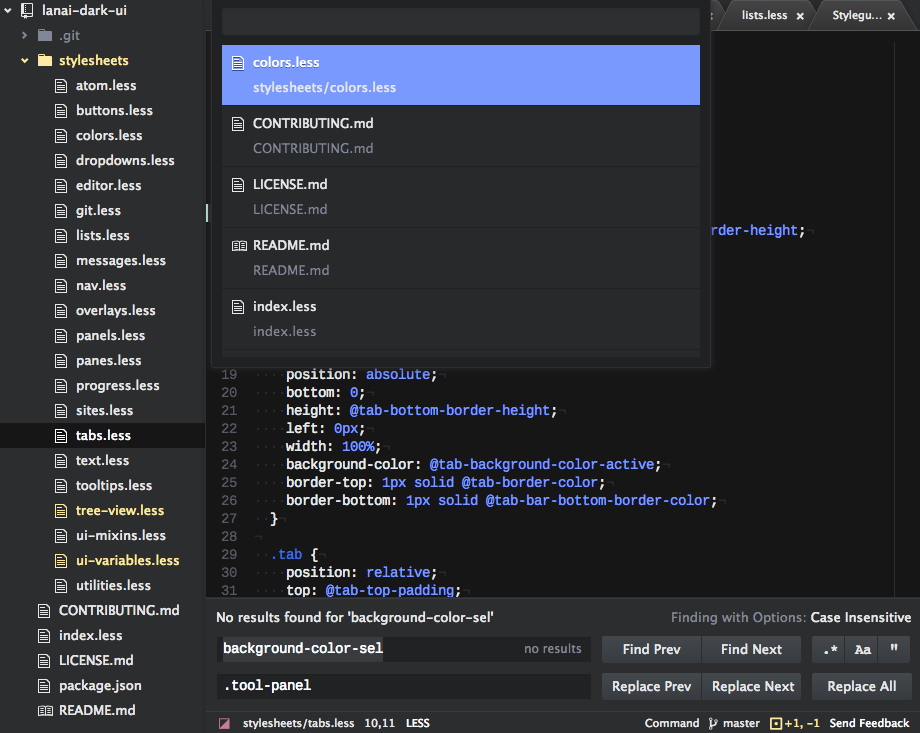 lanai-dark-ui
.git
stylesheets
atom.less
buttons.less
colors.less
dropdowns.less
editor.less
git.less
lists.less
messages.less
nav.less
overlays.less
panels.less
panes.less
progress.less
sites.less
tabs.less
text.less
tooltips.less
tree-view.less
ui-mixins.less
ui-variables.less
utilities.less
CONTRIBUTING.md
index.less
LICENSE.md
package.json
README.md
lists.less ×
Stylegu... ×
colors.less
stylesheets/colors.less
CONTRIBUTING.md
CONTRIBUTING.md
LICENSE.md
LICENSE.md
README.md
README.md
index.less
index.less
rder-height;¬
19 ····position: absolute;¬
20 ····bottom: 0;¬
21 ····height: @tab-bottom-border-height;¬
22 ····left: 0px;¬
23 ····width: 100%;¬
24 ····background-color: @tab-background-color-active;¬
25 ····border-top: 1px solid @tab-border-color;¬
26 ····border-bottom: 1px solid @tab-bar-bottom-border-color;¬
27 ··}¬
28 ¬
29 ··.tab {¬
30 ····position: relative;¬
31 ····top: @tab-top-padding;¬
No results found for 'background-color-sel'
Finding with Options: Case Insensitive
background-color-sel no results
Find Prev Find Next .* Aa "
.tool-panel
Replace Prev Replace Next Replace All
stylesheets/tabs.less 10,11 LESS
Command master +1, -1 Send Feedback